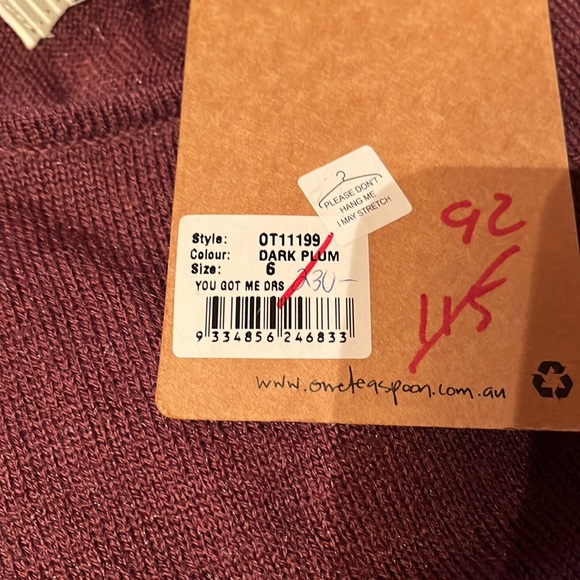 PLEASE DON'T
HANG ME
I MAY STRETCH
Style: OT11199
Colour: DARK PLUM
Size: 6
YOU GOT ME DRS 230-
9 334856 246833
92
115
www.oneteaspoon.com.au